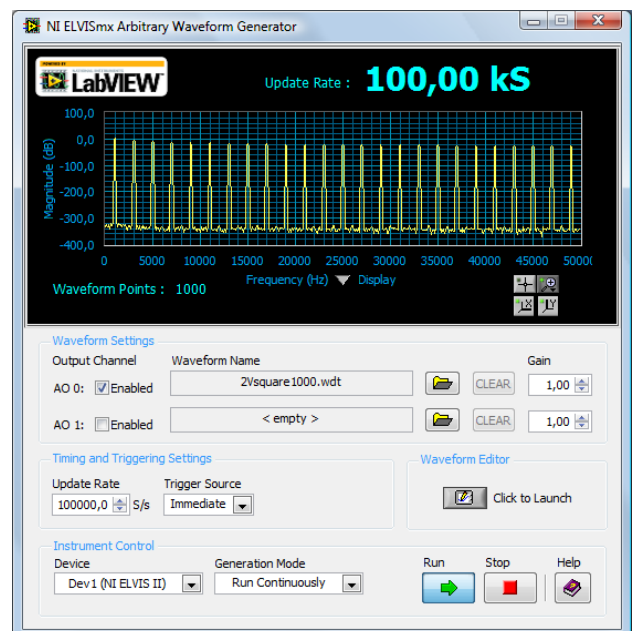 NI ELVISmx Arbitrary Waveform Generator
POWERED BY
LabVIEW
Update Rate : 100,00 kS
Magnitude (dB)
100,0
0,0
-100,0
-200,0
-300,0
-400,0
0 5000 10000 15000 20000 25000 30000 35000 40000 45000 5000
Frequency (Hz) Display
Waveform Points : 1000
X Y
Waveform Settings
Output Channel Waveform Name Gain
AO 0: Enabled 2Vsquare1000.wdt CLEAR 1,00
AO 1: Enabled < empty > CLEAR 1,00
Timing and Triggering Settings Waveform Editor
Update Rate Trigger Source
100000,0 S/s Immediate Click to Launch
Instrument Control
Device Generation Mode Run Stop Help
Dev1 (NI ELVIS II) Run Continuously